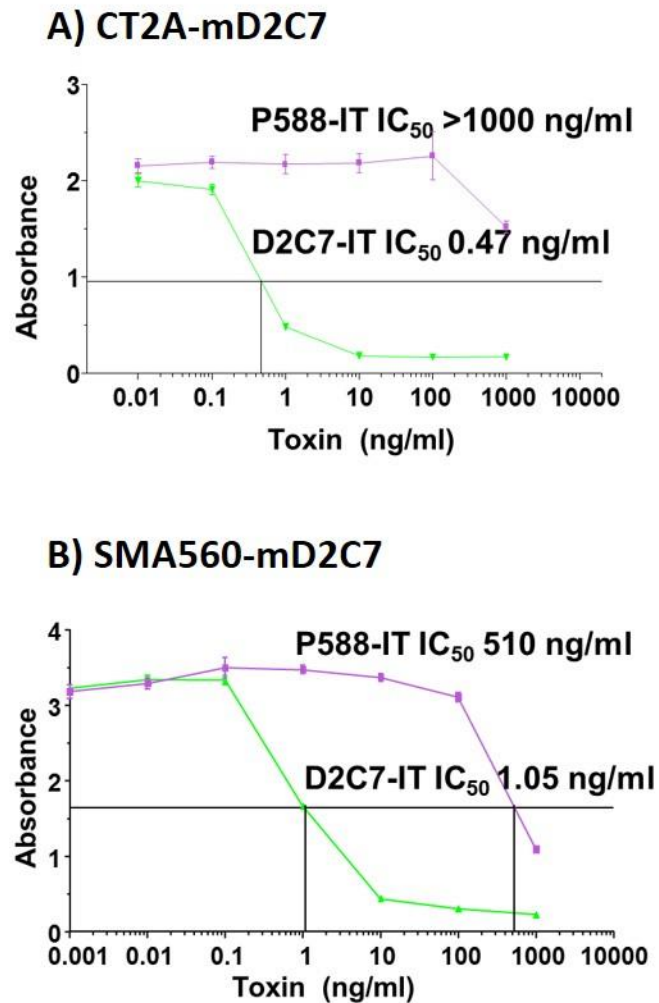 A) CT2A-mD2C7
3
P588-IT IC50 >1000 ng/ml
2
D2C7-IT IC50 0.47 ng/ml
1
0
Absorbance
0.01 0.1 1 10 100 1000 10000
Toxin (ng/ml)
B) SMA560-mD2C7
4
P588-IT IC50 510 ng/ml
3
2
D2C7-IT IC50 1.05 ng/ml
1
0
Absorbance
0.001 0.01 0.1 1 10 100 1000 10000
Toxin (ng/ml)